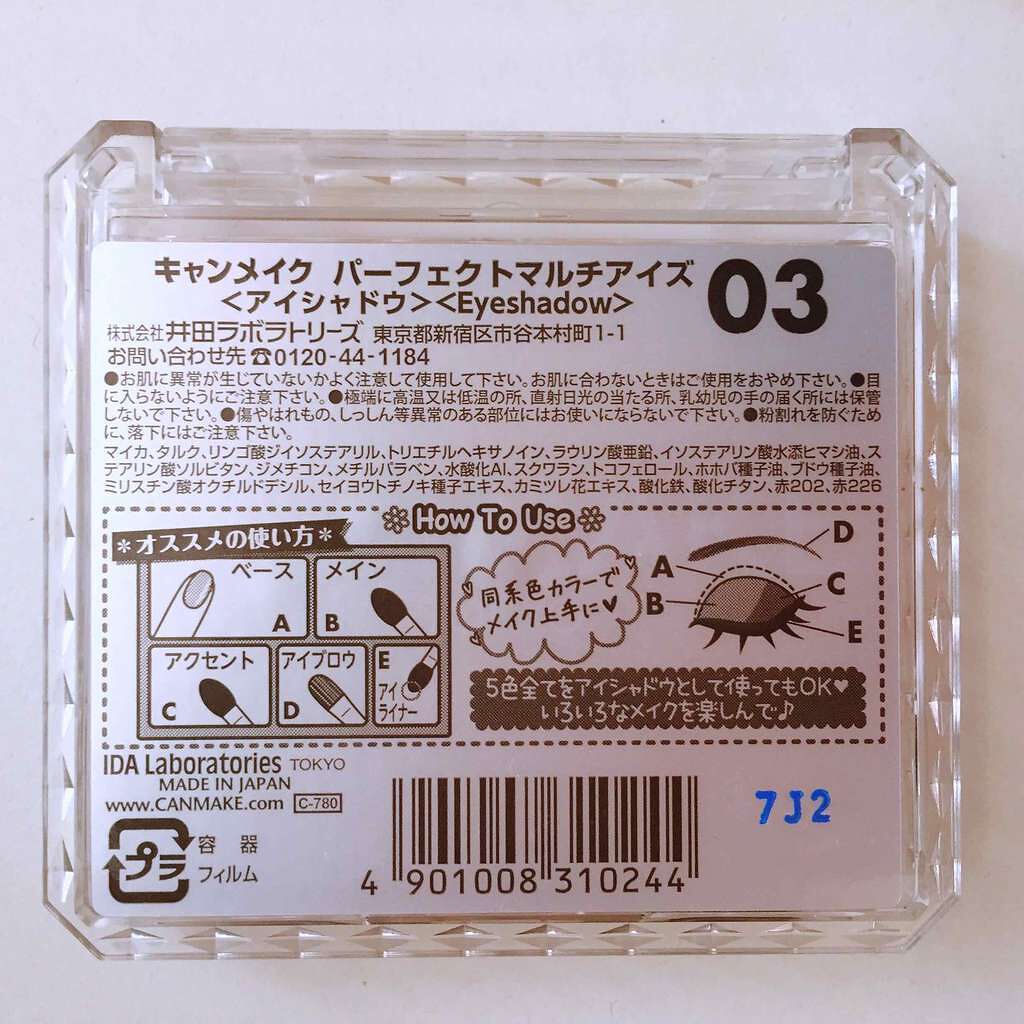 キャンメイク パーフェクトマルチアイズ
<アイシャドウ><Eyeshadow>
03
株式会社 井田ラボラトリーズ 東京都新宿区市谷本村町1-1
お問い合わせ先☎0120-44-1184
●お肌に異常が生じていないかよく注意して使用して下さい。お肌に合わないときはご使用をおやめ下さい。●目
に入らないようにご注意下さい。●極端に高温又は低温の所、直射日光の当たる所、乳幼児の手の届く所には保管
しないで下さい。●傷やはれもの、しっしん等異常のある部位にはお使いにならないで下さい。●粉割れを防ぐため
に、落下にはご注意下さい。
マイカ、タルク、リンゴ酸ジイソステアリル、トリエチルヘキサノイン、ラウリン酸亜鉛、イソステアリン酸水添ヒマシ油、ス
テアリン酸ソルビタン、ジメチコン、メチルパラベン、水酸化Al、スクワラン、トコフェロール、ホホバ種子油、ブドウ種子油、
ミリスチン酸オクチルドデシル、セイヨウトチノキ種子エキス、カミツレ花エキス、酸化鉄、酸化チタン、赤202、赤226
How To Use
*オススメの使い方*
ベース
A
メイン
B
アクセント
C
アイブロウ
D
E
アイ
ライナー
同系色カラーで
メイク上手に♥
A
B
D
C
E
5色全てをアイシャドウとして使ってもOK♥
いろいろなメイクを楽しんで♪
IDA Laboratories TOKYO
MADE IN JAPAN
www.CANMAKE.com C-780
プラ
容 器
フィルム
4 901008 310244
7J2